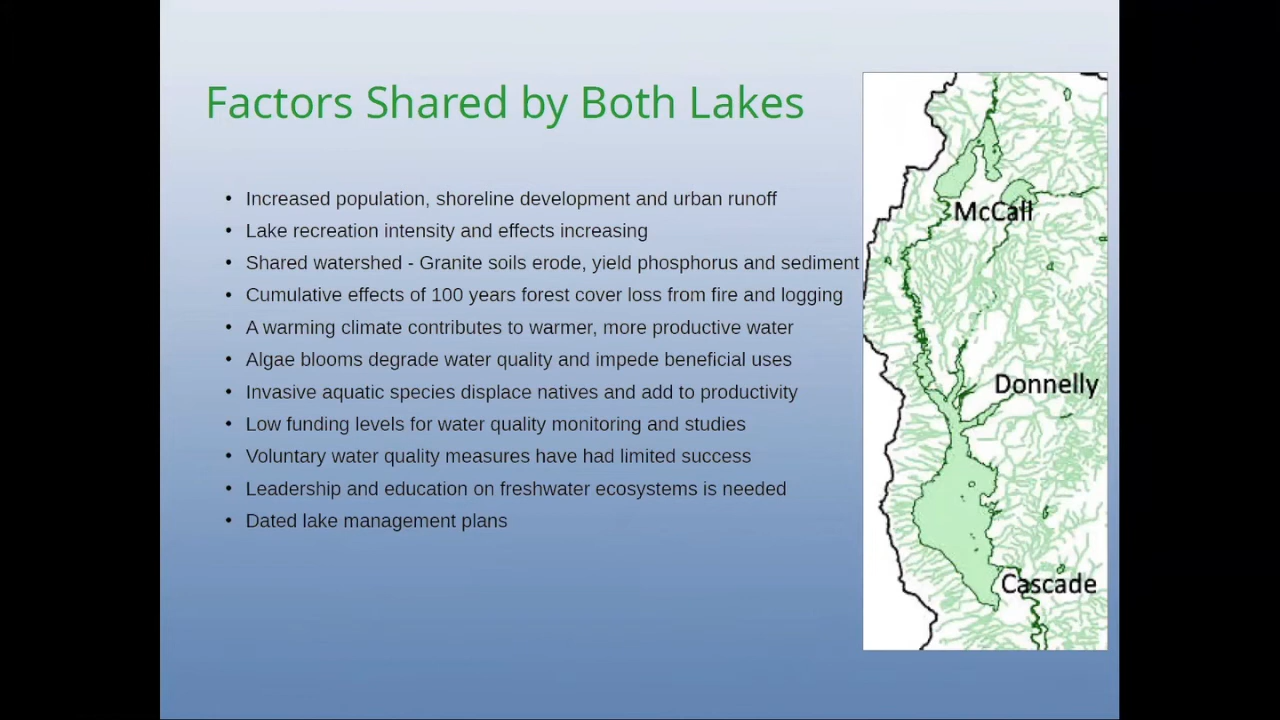 Factors Shared by Both Lakes
• Increased population, shoreline development and urban runoff
• Lake recreation intensity and effects increasing
• Shared watershed - Granite soils erode, yield phosphorus and sediment
• Cumulative effects of 100 years forest cover loss from fire and logging
• A warming climate contributes to warmer, more productive water
• Algae blooms degrade water quality and impede beneficial uses
• Invasive aquatic species displace natives and add to productivity
• Low funding levels for water quality monitoring and studies
• Voluntary water quality measures have had limited success
• Leadership and education on freshwater ecosystems is needed
• Dated lake management plans
McCall
Donnelly
Cascade